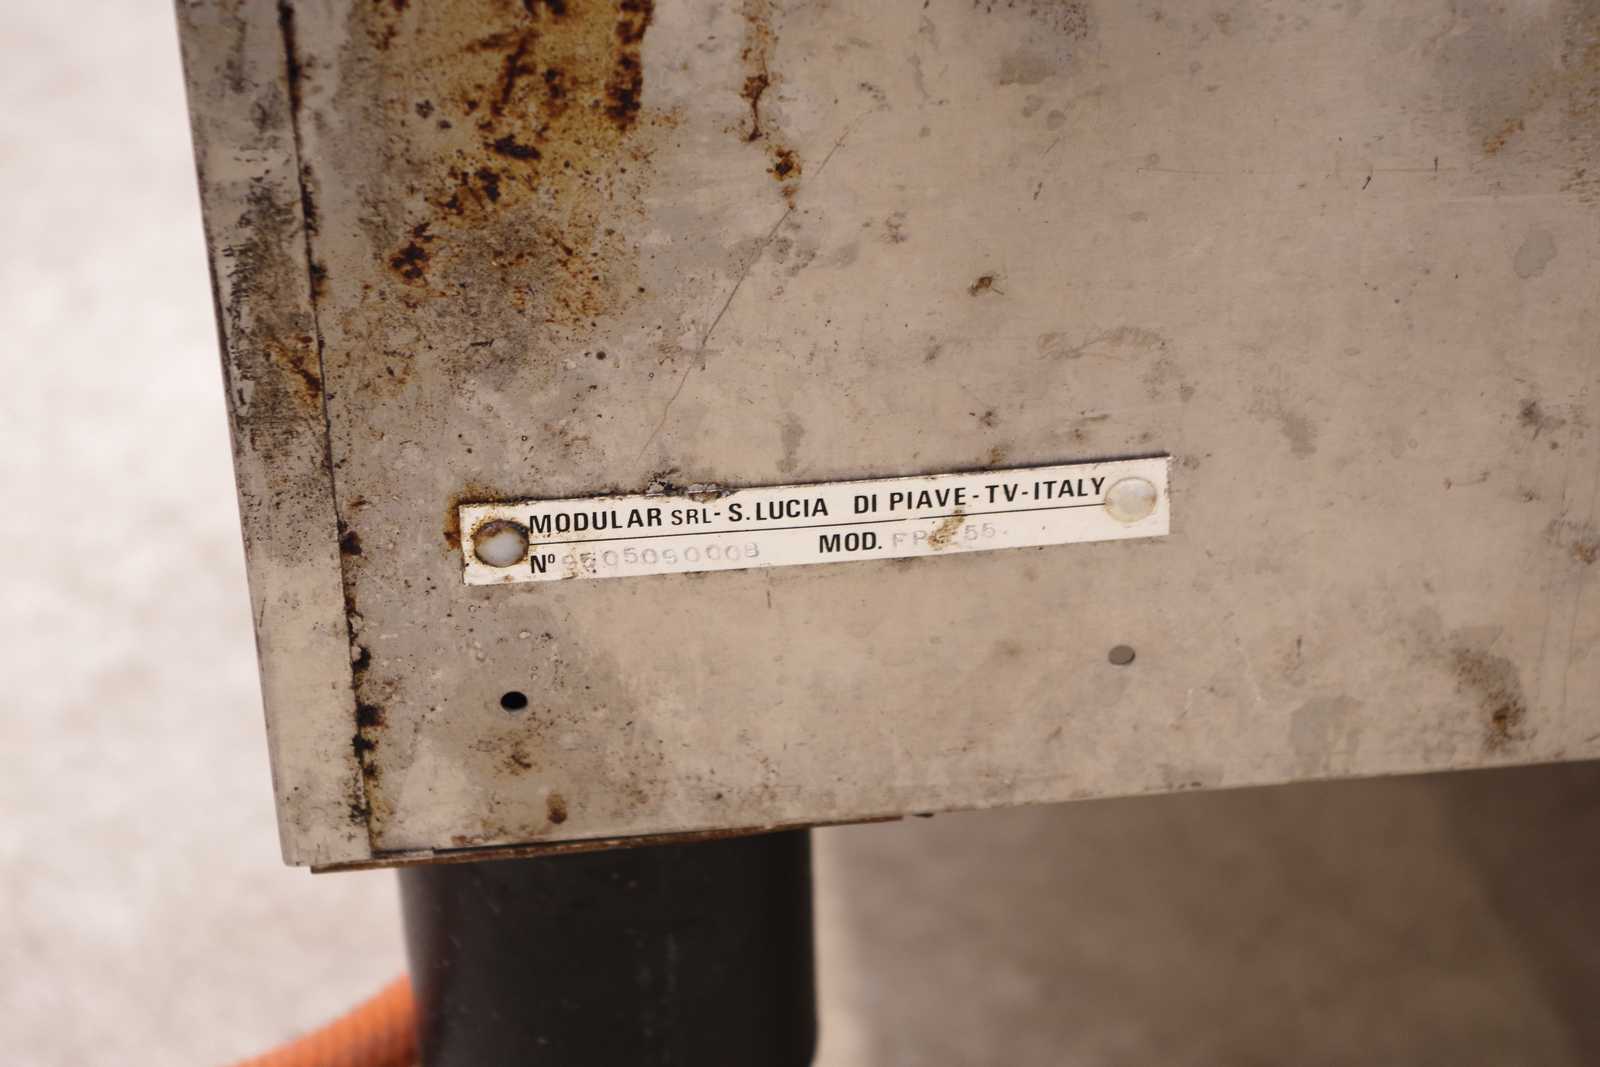 MODULAR SRL- S.LUCIA DI PIAVE-TV-ITALY
Nº MOD.